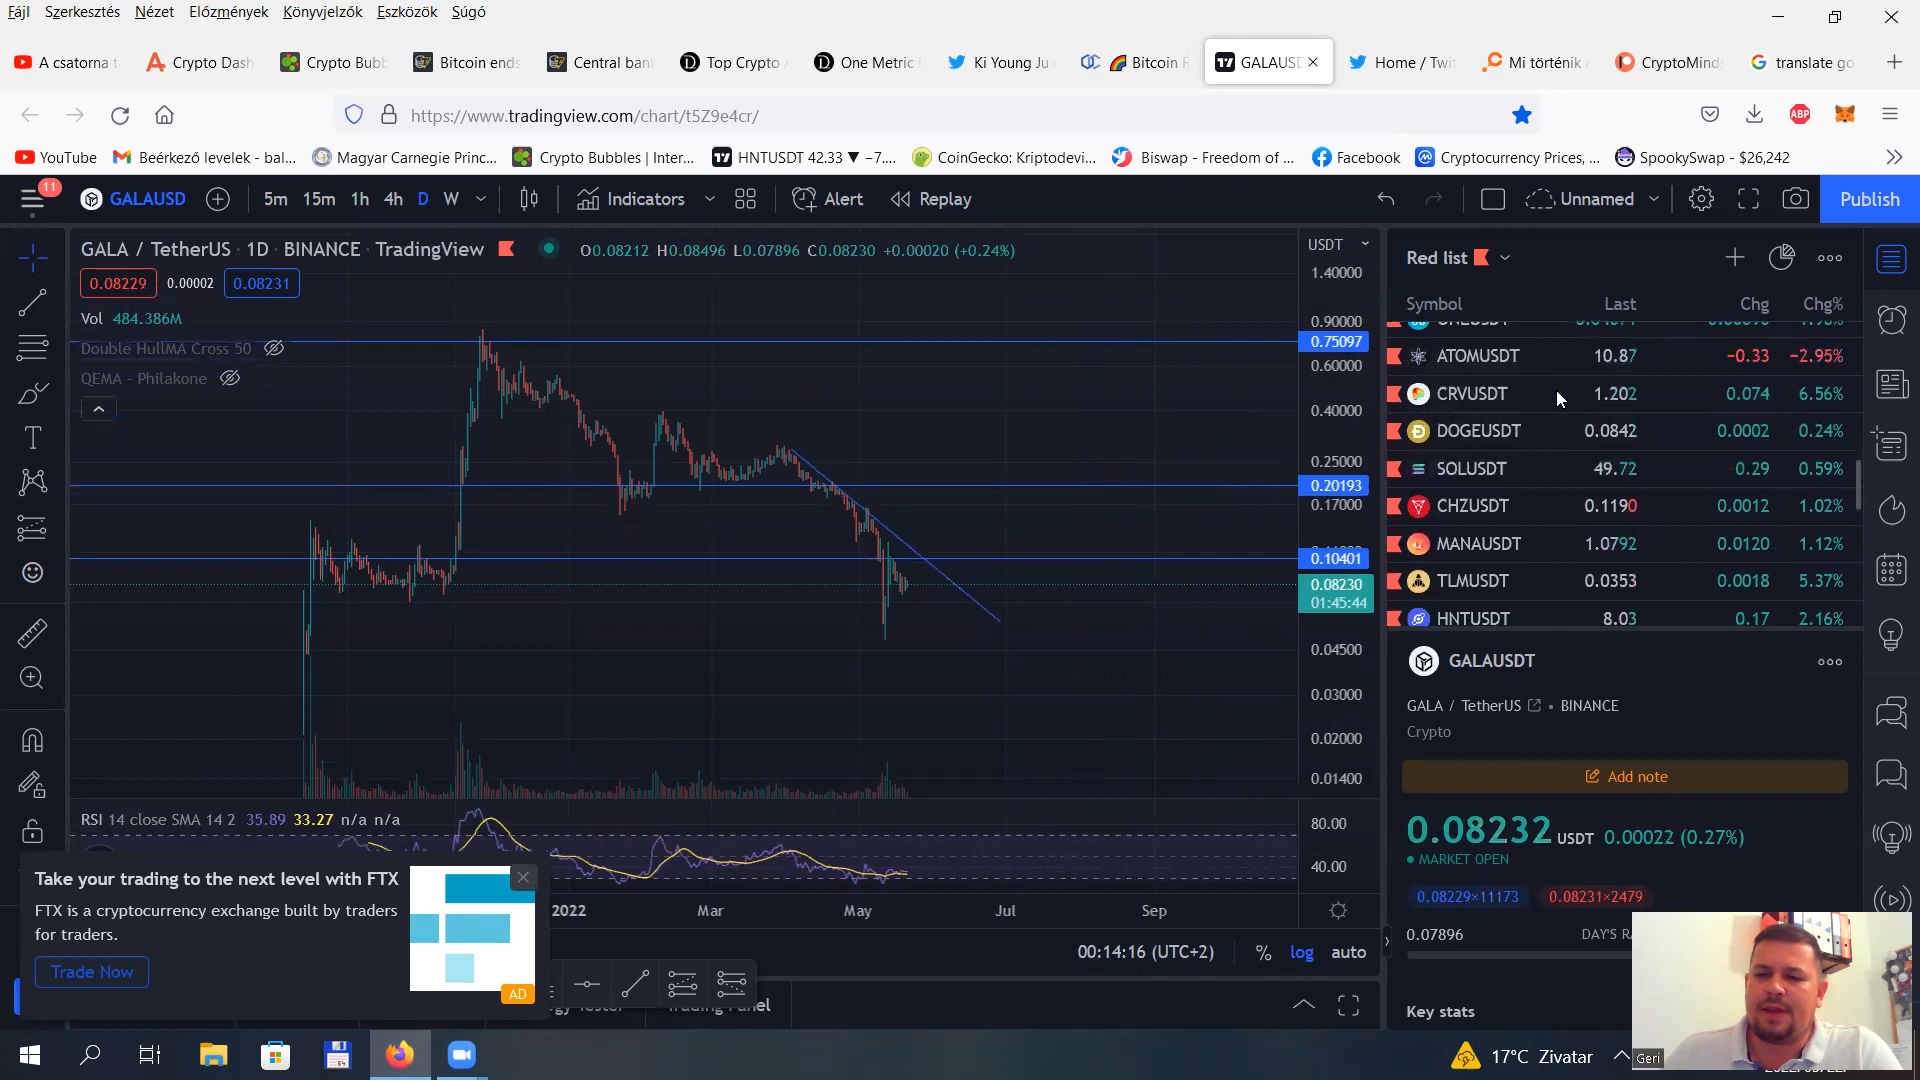 Fájl Szerkesztés Nézet Előzmények Könyvjelzők Eszközök Súgó
A csatorna Crypto Dash Crypto Bubb Bitcoin ends Central ban Top Crypto One Metric Ki Young Ju Bitcoin GALAUSD Home / Twi Mi történik CryptoMind translate go
https://www.tradingview.com/chart/t5Z9e4cr/
ABP
YouTube Beérkező levelek - bal... Magyar Carnegie Princ... Crypto Bubbles | Inter... HNTUSDT 42.33 ▼ −7.... CoinGecko: Kriptodevi... Biswap - Freedom of ... Facebook Cryptocurrency Prices, ... SpookySwap - $26,242
11
GALAUSD 5m 15m 1h 4h D W Indicators Alert Replay Unnamed Publish
GALA / TetherUS · 1D · BINANCE · TradingView O0.08212 H0.08496 L0.07896 C0.08230 +0.00020 (+0.24%)
0.08229 0.00002 0.08231
Vol 484.386M
Double HullMA Cross 50
QEMA - Philakone
USDT
1.40000
0.90000
0.75097
0.60000
0.40000
0.25000
0.20193
0.17000
0.10401
0.08230
01:45:44
0.04500
0.03000
0.02000
0.01400
RSI 14 close SMA 14 2 35.89 33.27 n/a n/a
80.00
40.00
2022 Mar May Jul Sep
00:14:16 (UTC+2) % log auto
Take your trading to the next level with FTX
FTX is a cryptocurrency exchange built by traders
for traders.
Trade Now
AD
Red list
Symbol Last Chg Chg%
ATOMUSDT 10.87 −0.33 −2.95%
CRVUSDT 1.202 0.074 6.56%
DOGEUSDT 0.0842 0.0002 0.24%
SOLUSDT 49.72 0.29 0.59%
CHZUSDT 0.1190 0.0012 1.02%
MANAUSDT 1.0792 0.0120 1.12%
TLMUSDT 0.0353 0.0018 5.37%
HNTUSDT 8.03 0.17 2.16%
GALAUSDT
GALA / TetherUS • BINANCE
Crypto
Add note
0.08232 USDT 0.00022 (0.27%)
MARKET OPEN
0.08229×11173 0.08231×2479
0.07896 DAY'S
Key stats
17°C Zivatar
Geri